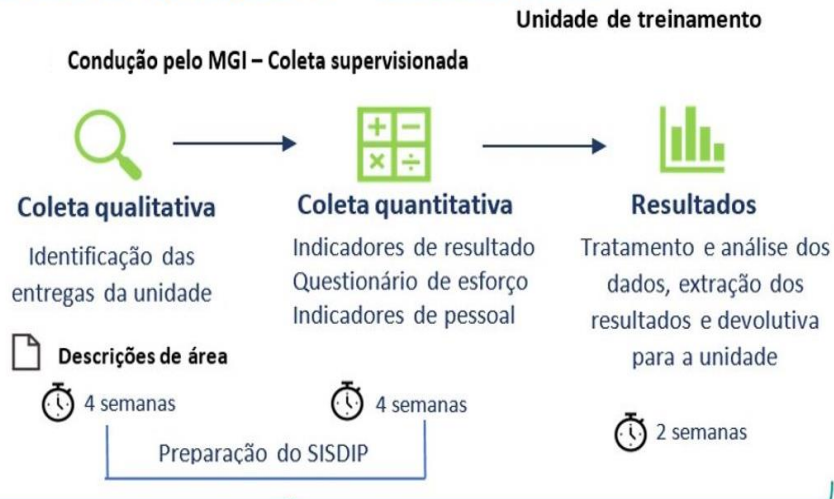 Unidade de treinamento
Condução pelo MGI – Coleta supervisionada
Coleta qualitativa
Identificação das
entregas da unidade
Descrições de área
4 semanas
Coleta quantitativa
Indicadores de resultado
Questionário de esforço
Indicadores de pessoal
4 semanas
Preparação do SISDIP
Resultados
Tratamento e análise dos
dados, extração dos
resultados e devolutiva
para a unidade
2 semanas